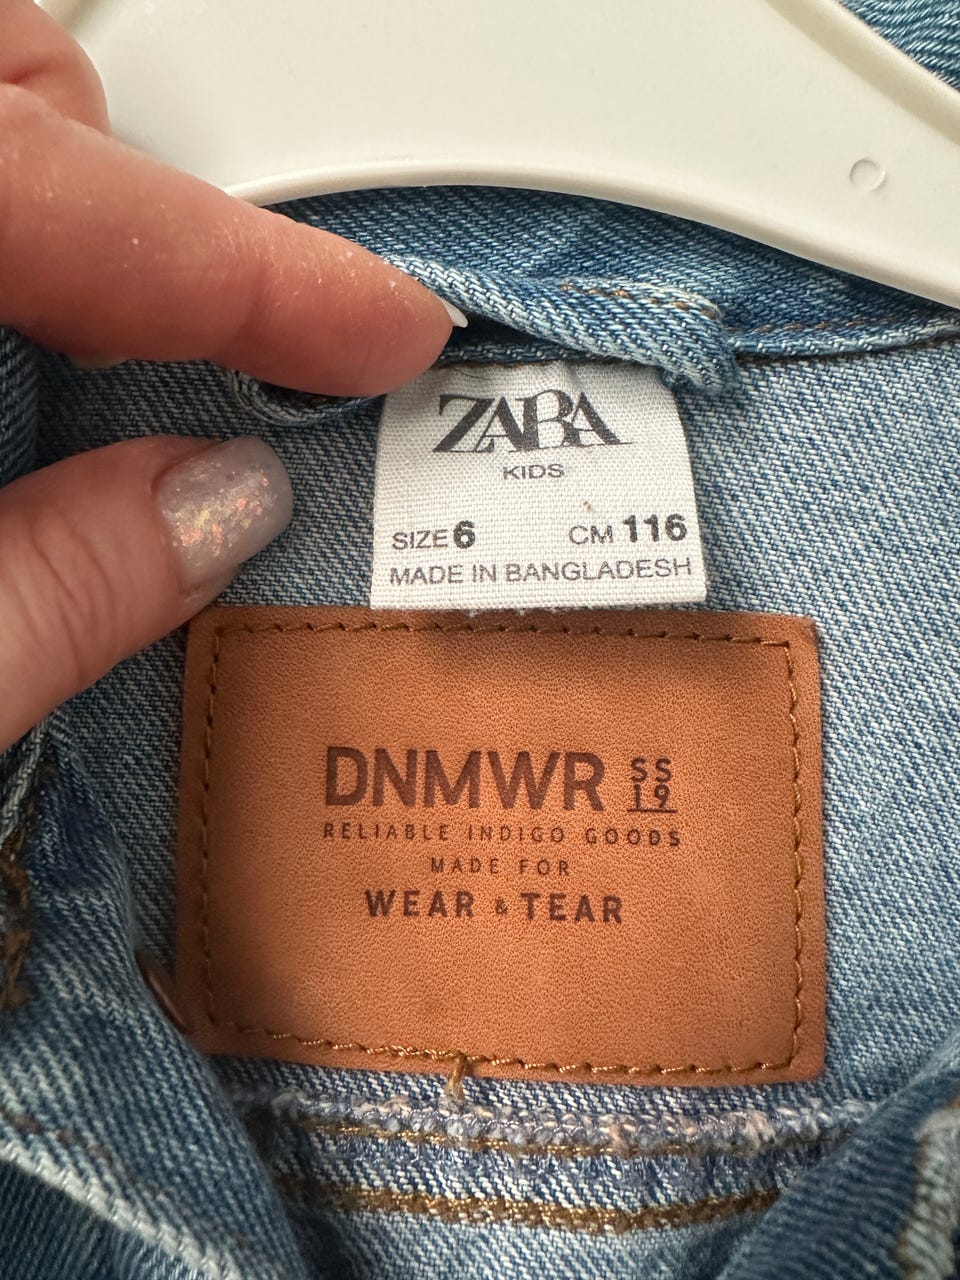 ZARA
KIDS
SIZE 6 CM 116
MADE IN BANGLADESH
DNMWR SS
19
RELIABLE INDIGO GOODS
MADE FOR
WEAR & TEAR